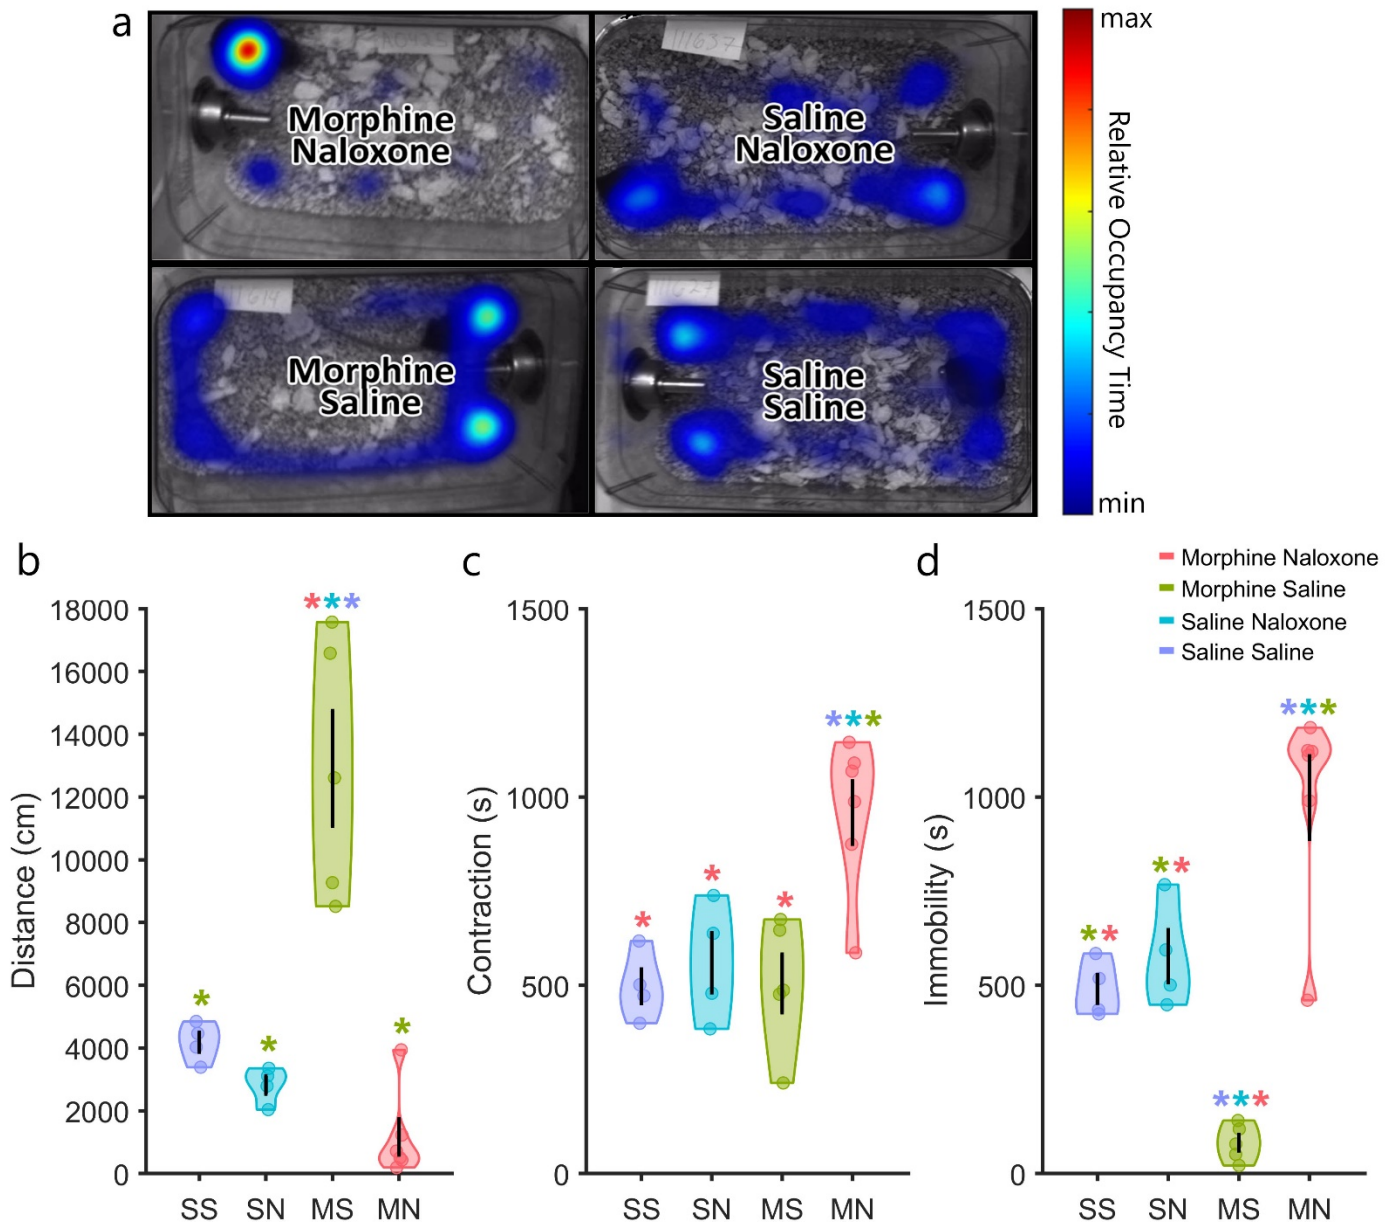 a
max
Morphine
Naloxone
Saline
Naloxone
Morphine
Saline
Saline
Saline
Relative Occupancy Time
min
b
Distance (cm)
18000
16000
14000
12000
10000
8000
6000
4000
2000
0
SS SN MS MN
***
*
*
*
c
Contraction (s)
1500
1000
500
0
SS SN MS MN
*
*
*
***
d
Morphine Naloxone
Morphine Saline
Saline Naloxone
Saline Saline
Immobility (s)
1500
1000
500
0
SS SN MS MN
**
**
***
***